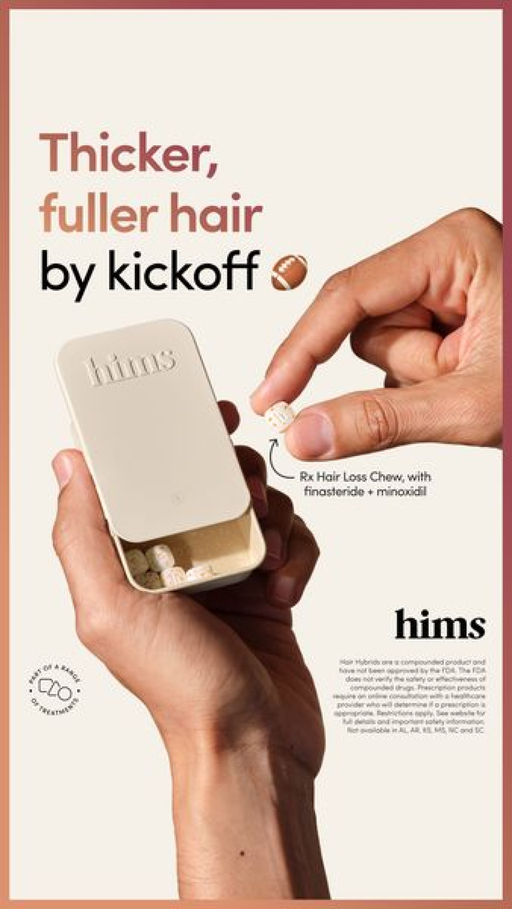 Thicker,
fuller hair
by kickoff
hims
Rx Hair Loss Chew, with
finasteride + minoxidil
hims
Hair Hybrids are a compounded product and
have not been approved by the FDA. The FDA
does not verify the safety or effectiveness of
compounded drugs. Prescription products
require an online consultation with a healthcare
provider who will determine if a prescription is
appropriate. Restrictions apply. See website for
full details and important safety information.
Not available in AL, AR, KS, MS, NC and SC.
PART OF A RANGE
OF TREATMENTS